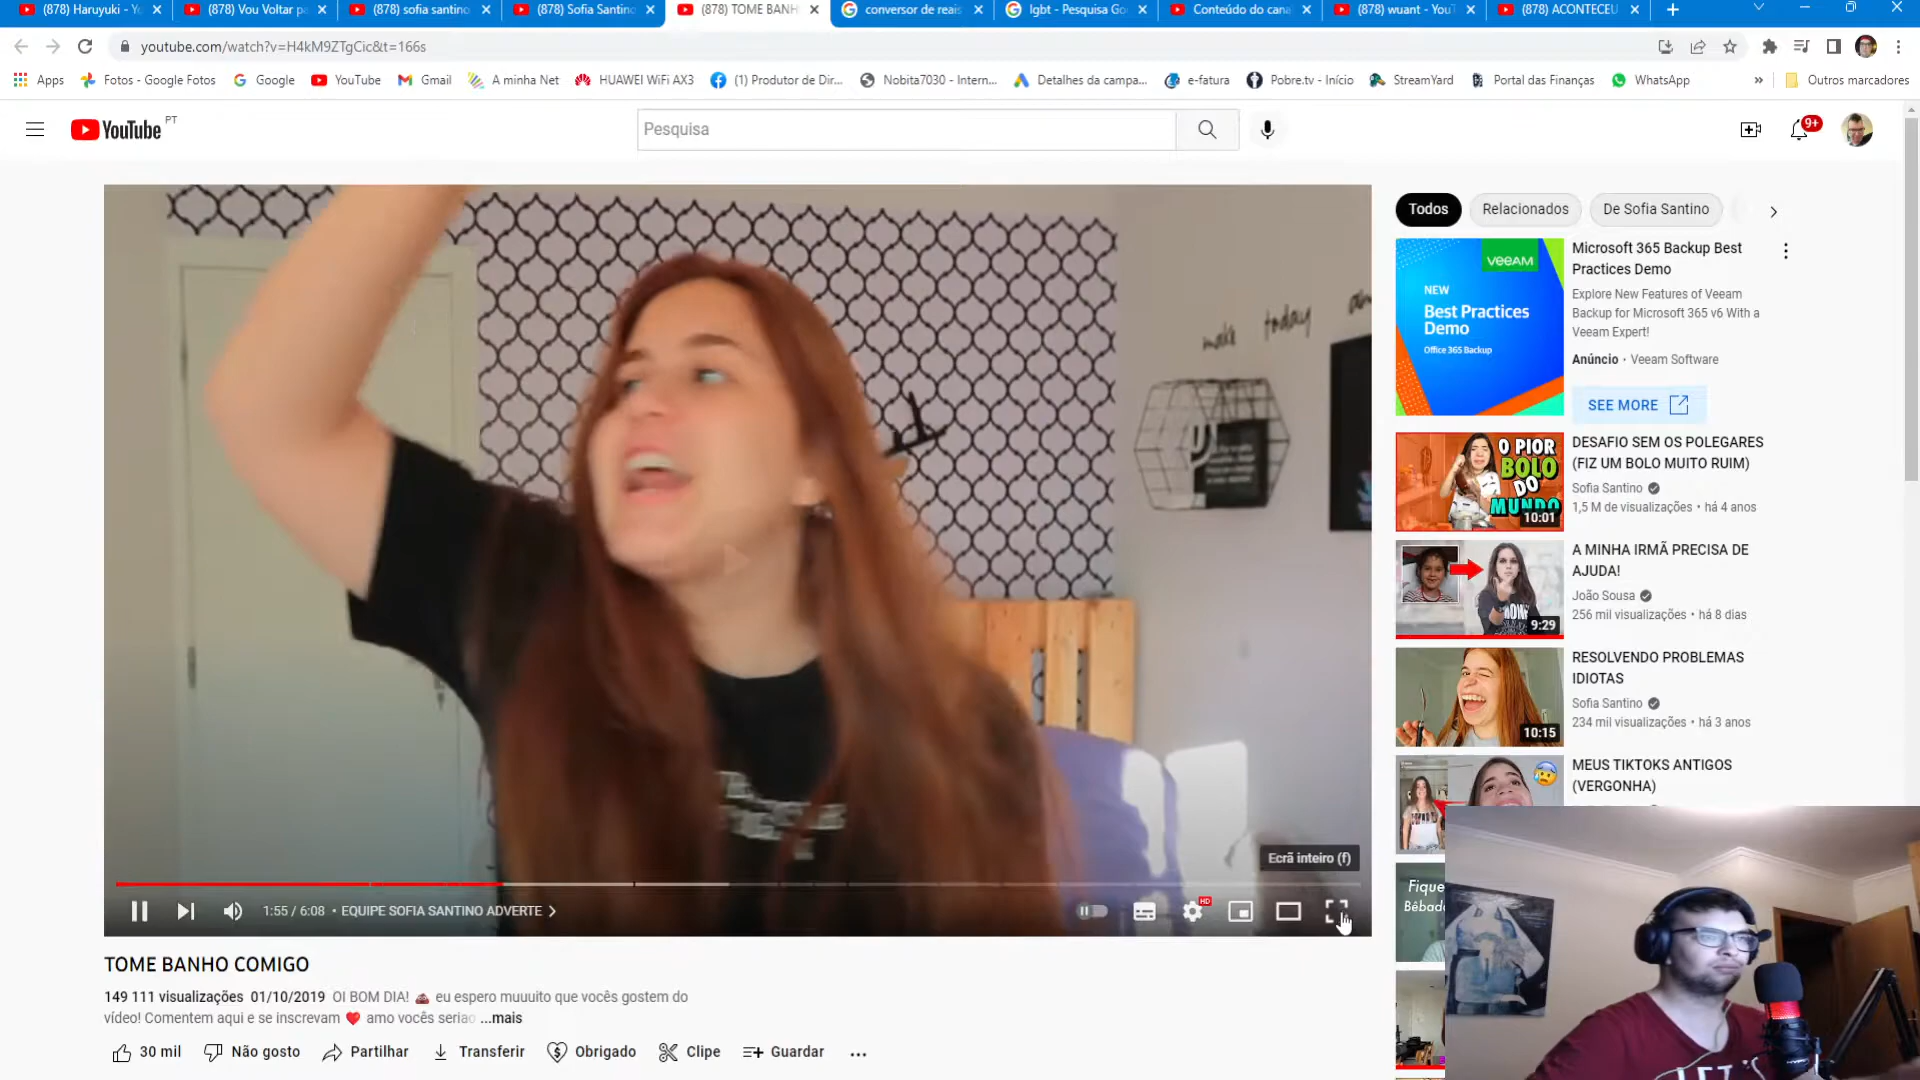 (878) Haruyuki - Yo
(878) Vou Voltar pa
(878) sofia santino
(878) Sofia Santino
(878) TOME BANH
conversor de reais
lgbt - Pesquisa Go
Conteúdo do cana
(878) wuant - YouT
(878) ACONTECEU
youtube.com/watch?v=H4kM9ZTgCic&t=166s
Apps
Fotos - Google Fotos
Google
YouTube
Gmail
A minha Net
HUAWEI WiFi AX3
(1) Produtor de Dir...
Nobita7030 - Intern...
Detalhes da campa...
e-fatura
Pobre.tv - Início
StreamYard
Portal das Finanças
WhatsApp
»
Outros marcadores
YouTube PT
Pesquisa
9+
make today
Ecrã inteiro (f)
1:55 / 6:08 • EQUIPE SOFIA SANTINO ADVERTE
HD
TOME BANHO COMIGO
149 111 visualizações 01/10/2019 OI BOM DIA! 💩 eu espero muuuito que vocês gostem do
vídeo! Comentem aqui e se inscrevam ❤️ amo vocês seriao ...mais
30 mil
Não gosto
Partilhar
Transferir
Obrigado
Clipe
Guardar
...
Todos
Relacionados
De Sofia Santino
VeeAM
NEW
Best Practices
Demo
Office 365 Backup
Microsoft 365 Backup Best
Practices Demo
Explore New Features of Veeam
Backup for Microsoft 365 v6 With a
Veeam Expert!
Anúncio • Veeam Software
SEE MORE
O PIOR
BOLO
DO
MUNDO
10:01
DESAFIO SEM OS POLEGARES
(FIZ UM BOLO MUITO RUIM)
Sofia Santino
1,5 M de visualizações • há 4 anos
9:29
A MINHA IRMÃ PRECISA DE
AJUDA!
João Sousa
256 mil visualizações • há 8 dias
10:15
RESOLVENDO PROBLEMAS
IDIOTAS
Sofia Santino
234 mil visualizações • há 3 anos
MEUS TIKTOKS ANTIGOS
(VERGONHA)
Fique
Bêbad
LET'S